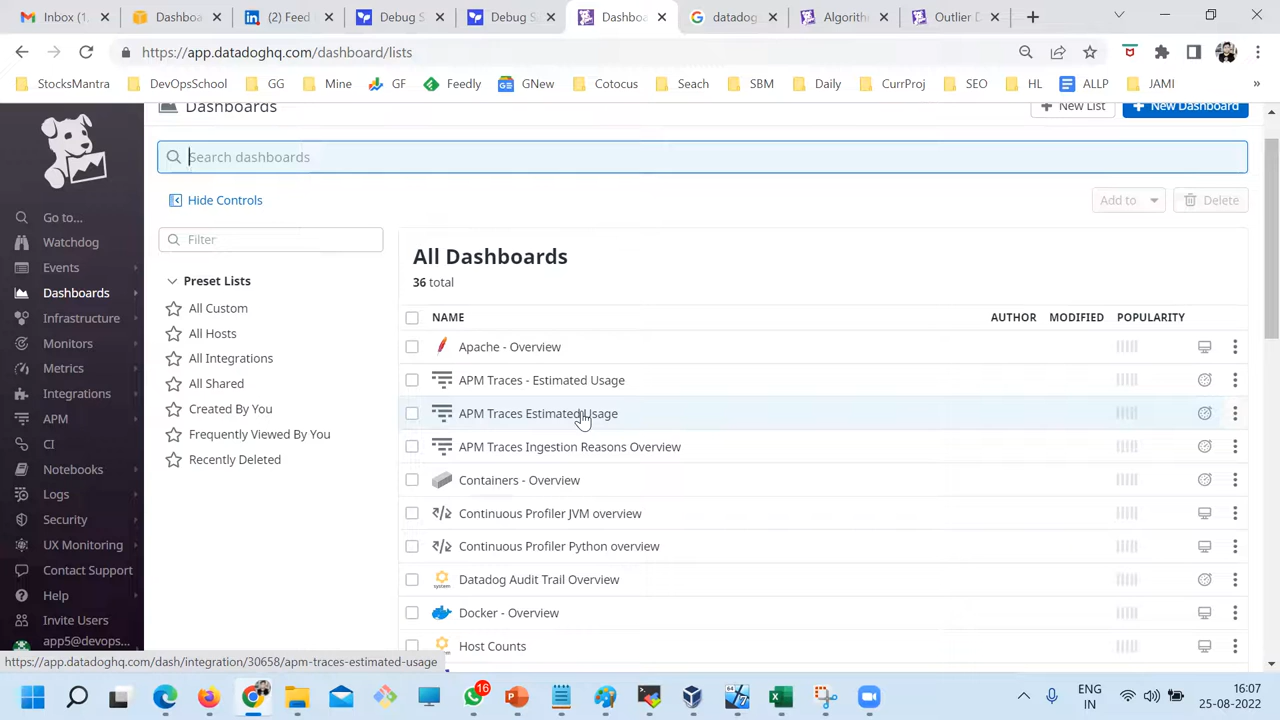 Inbox (1
Dashbo
(2) Feed
Debug S
Debug S
Dashbo
datadog
Algorith
Outlier D
https://app.datadoghq.com/dashboard/lists
StocksMantra
DevOpsSchool
GG
Mine
GF
Feedly
GNew
Cotocus
Seach
SBM
Daily
CurrProj
SEO
HL
ALLP
JAMI
»
Dashboards
+ New List
+ New Dashboard
Search dashboards
Hide Controls
Add to
Delete
Go to...
Watchdog
Events
Dashboards
Infrastructure
Monitors
Metrics
Integrations
APM
CI
Notebooks
Logs
Security
UX Monitoring
Contact Support
Help
Invite Users
app5@devops...
Filter
Preset Lists
All Custom
All Hosts
All Integrations
All Shared
Created By You
Frequently Viewed By You
Recently Deleted
All Dashboards
36 total
NAME AUTHOR MODIFIED POPULARITY
Apache - Overview
APM Traces - Estimated Usage
APM Traces Estimated Usage
APM Traces Ingestion Reasons Overview
Containers - Overview
Continuous Profiler JVM overview
Continuous Profiler Python overview
system
Datadog Audit Trail Overview
Docker - Overview
Host Counts
https://app.datadoghq.com/dash/integration/30658/apm-traces-estimated-usage
16
ENG
IN
16:07
25-08-2022